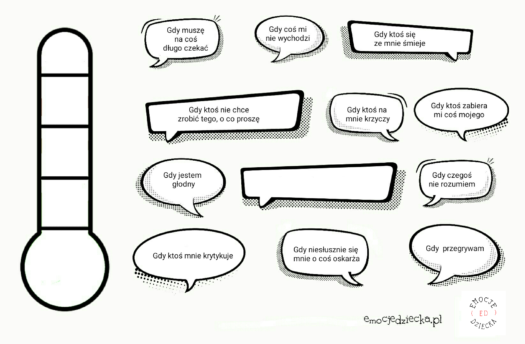 Gdy muszę
na coś
długo czekać
Gdy coś mi
nie wychodzi
Gdy ktoś się
ze mnie śmieje
Gdy ktoś nie chce
zrobić tego, o co proszę
Gdy ktoś na
mnie krzyczy
Gdy ktoś zabiera
mi coś mojego
Gdy jestem
głodny
Gdy czegoś
nie rozumiem
Gdy ktoś mnie krytykuje
Gdy niesłusznie się
mnie o coś oskarża
Gdy przegrywam
emocjedziecka.pl
EMOCJE
ED
DZIECKA